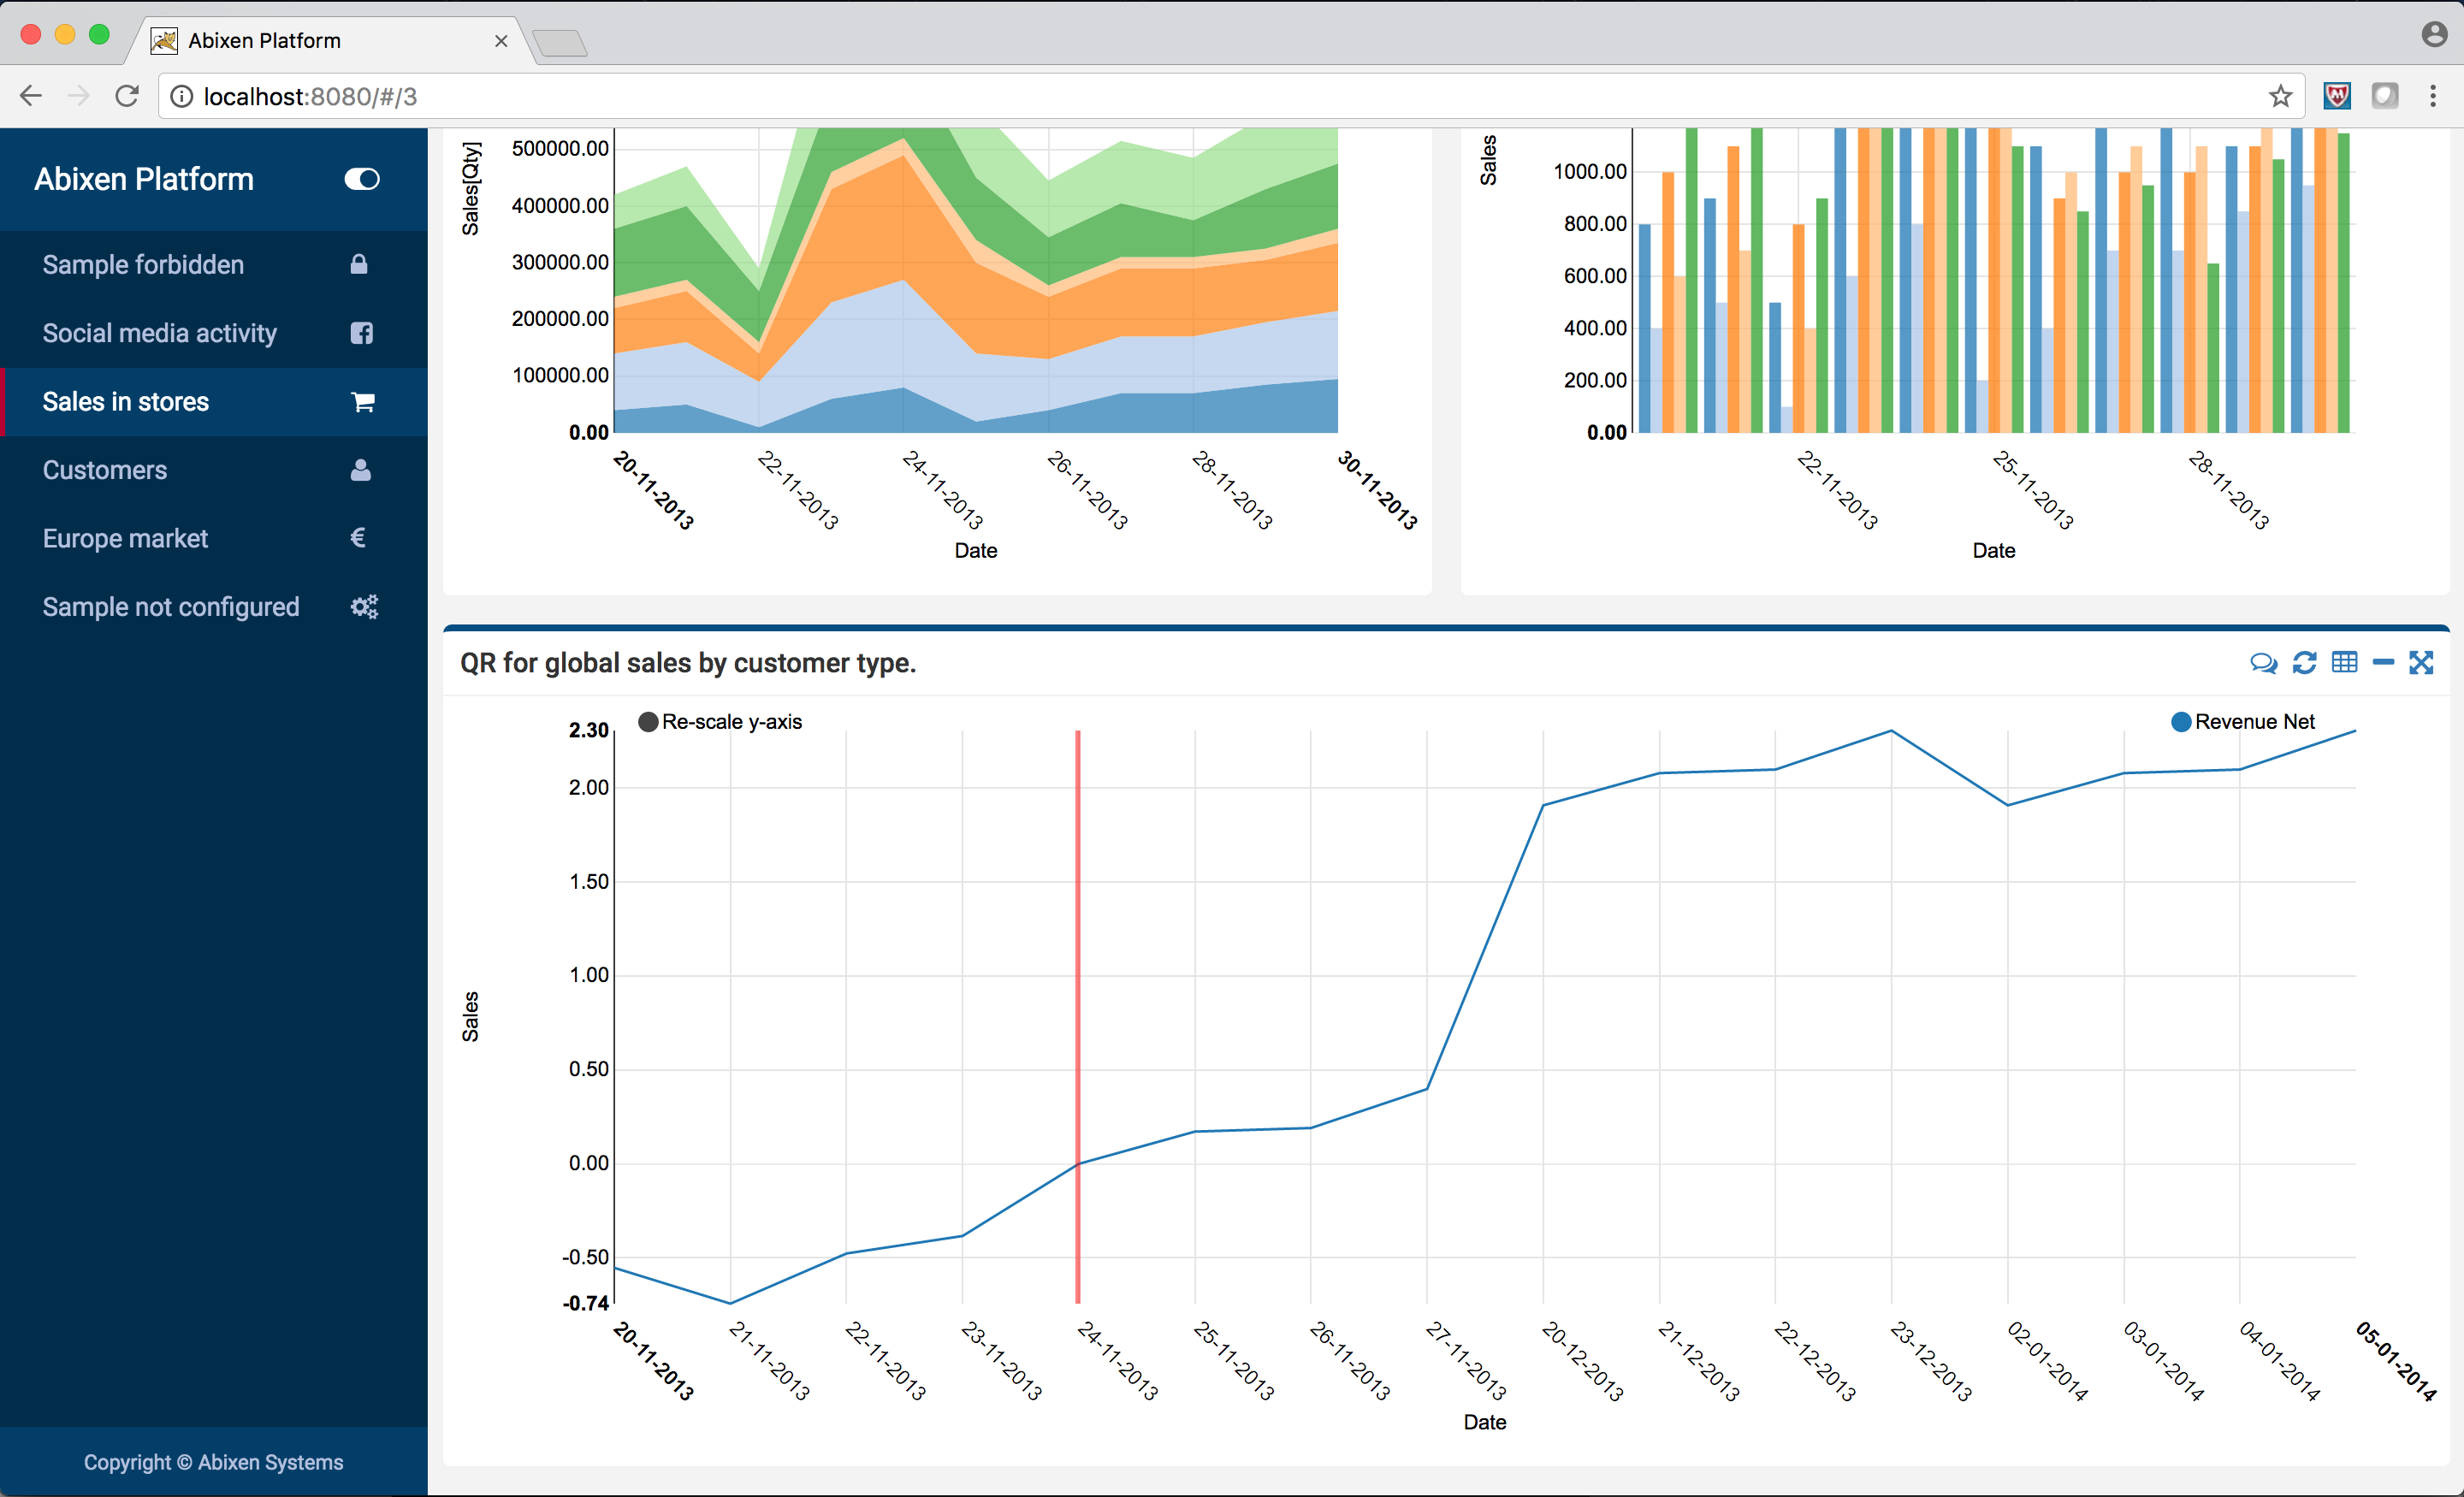 Abixen Platform
localhost:8080/#/3
Abixen Platform
Sample forbidden
Social media activity
Sales in stores
Customers
Europe market
€
Sample not configured
Copyright © Abixen Systems
Sales[Qty]
500000.00
400000.00
300000.00
200000.00
100000.00
0.00
20-11-2013
22-11-2013
24-11-2013
26-11-2013
28-11-2013
30-11-2013
Date
Sales
1000.00
800.00
600.00
400.00
200.00
0.00
22-11-2013
25-11-2013
28-11-2013
Date
QR for global sales by customer type.
Re-scale y-axis
Revenue Net
Sales
2.30
2.00
1.50
1.00
0.50
0.00
-0.50
-0.74
20-11-2013
21-11-2013
22-11-2013
23-11-2013
24-11-2013
25-11-2013
26-11-2013
27-11-2013
20-12-2013
21-12-2013
22-12-2013
23-12-2013
02-01-2014
03-01-2014
04-01-2014
05-01-2014
Date